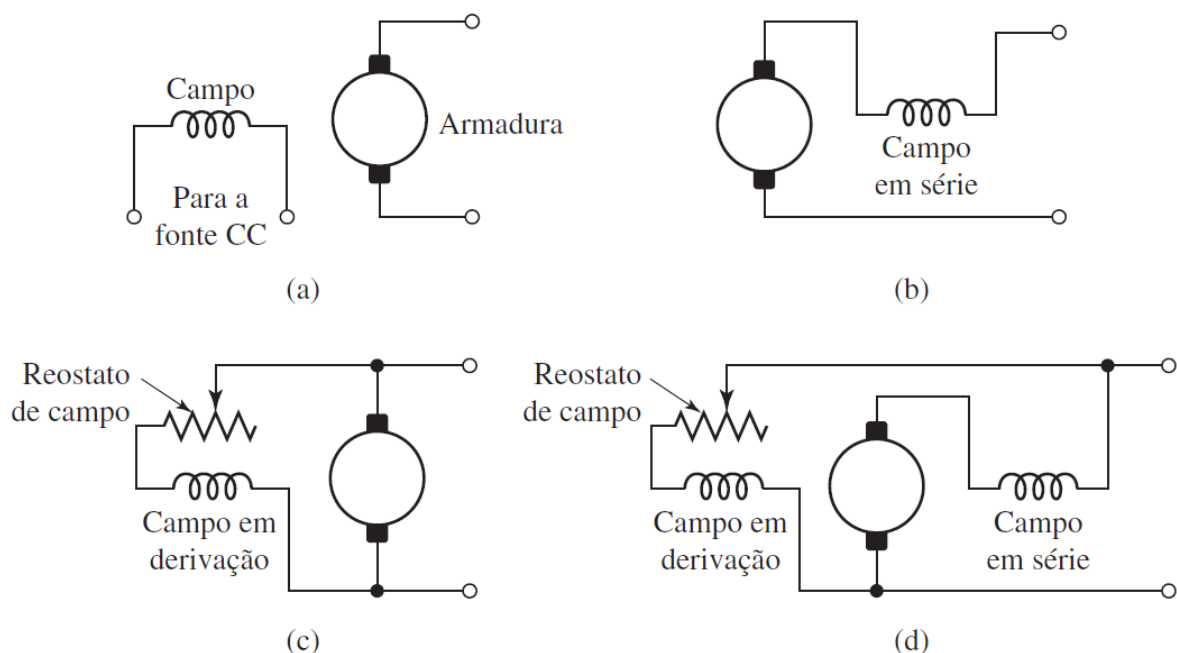 Campo
Armadura
Para a
fonte CC
(a)
Campo
em série
(b)
Reostato
de campo
Campo em
derivação
(c)
Reostato
de campo
Campo em
derivação
Campo
em série
(d)